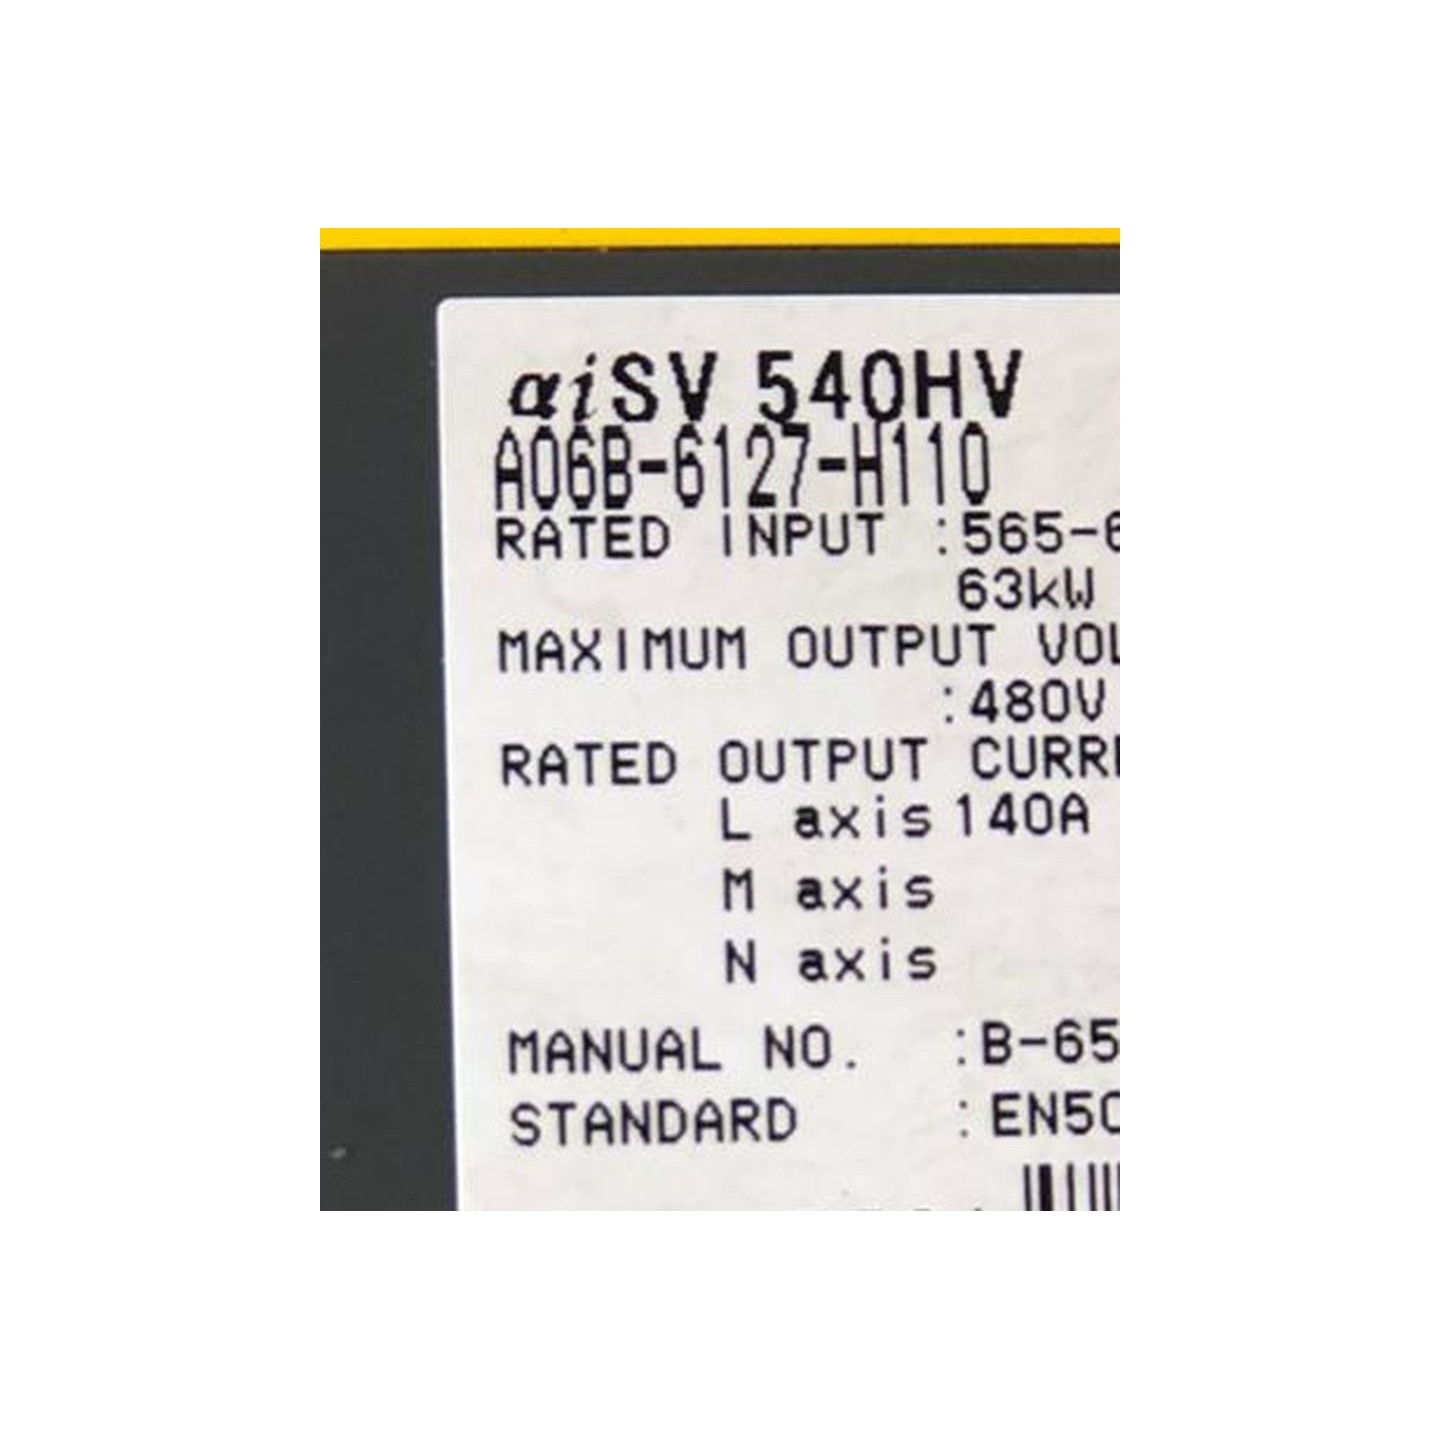 αiSV 540HV
A06B-6127-H110
RATED INPUT :565-6
63kW
MAXIMUM OUTPUT VOL
:480V
RATED OUTPUT CURR
L axis 140A
M axis
N axis
MANUAL NO. :B-65
STANDARD :EN50